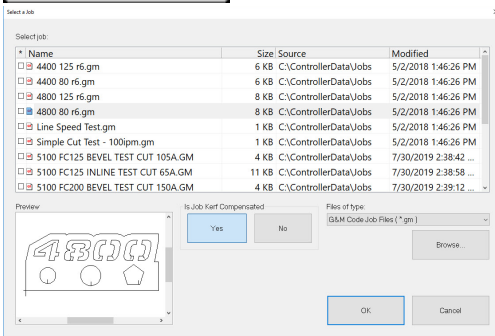 Select a Job
Select job:
* Name Size Source Modified
4400 125 r6.gm 6 KB C:\ControllerData\Jobs 5/2/2018 1:46:26 PM
4400 80 r6.gm 6 KB C:\ControllerData\Jobs 5/2/2018 1:46:26 PM
4800 125 r6.gm 8 KB C:\ControllerData\Jobs 5/2/2018 1:46:26 PM
4800 80 r6.gm 8 KB C:\ControllerData\Jobs 5/2/2018 1:46:26 PM
Line Speed Test.gm 1 KB C:\ControllerData\Jobs 5/2/2018 1:46:26 PM
Simple Cut Test - 100ipm.gm 1 KB C:\ControllerData\Jobs 5/2/2018 1:46:26 PM
5100 FC125 BEVEL TEST CUT 105A.GM 4 KB C:\ControllerData\Jobs 7/30/2019 2:38:42 ...
5100 FC125 INLINE TEST CUT 65A.GM 11 KB C:\ControllerData\Jobs 7/30/2019 2:38:58 ...
5100 FC200 BEVEL TEST CUT 150A.GM 4 KB C:\ControllerData\Jobs 7/30/2019 2:39:12 ...
Preview Is Job Kerf Compensated Files of type:
G&M Code Job Files ( *.gm )
Yes No
Browse...
4800
OK Cancel